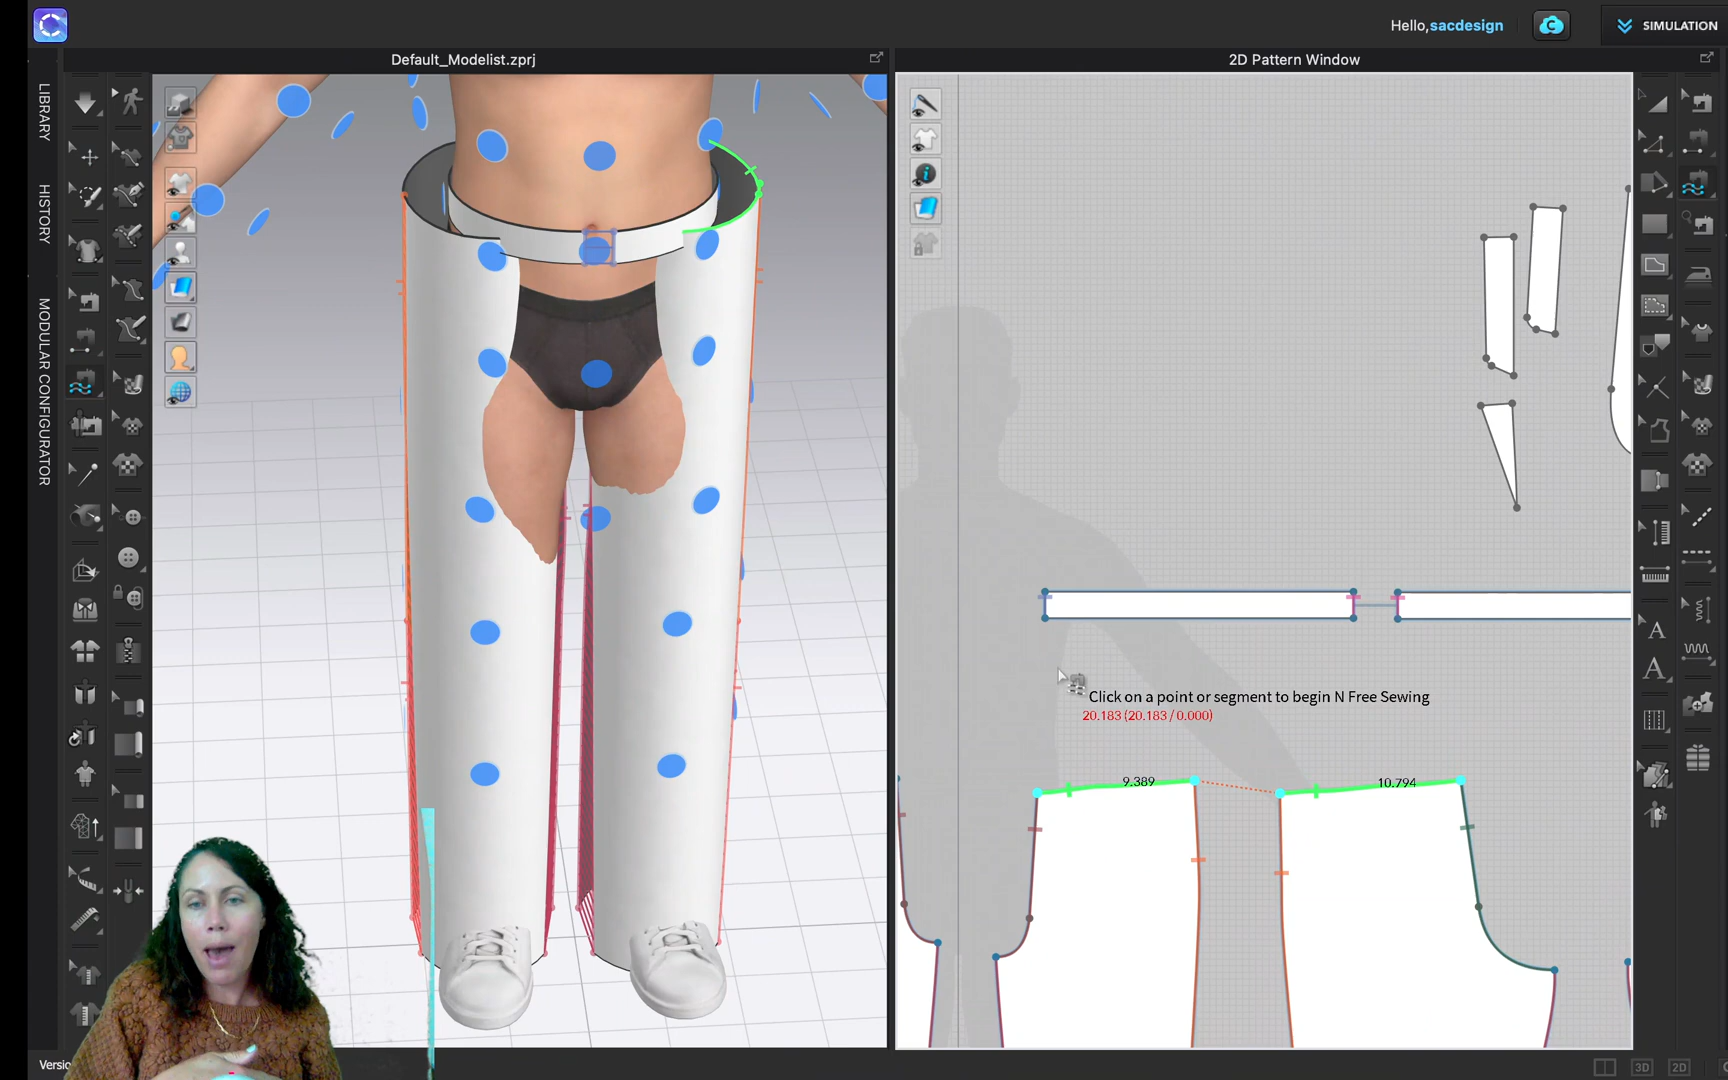 Hello,sacdesign
SIMULATION
Default_Modelist.zprj
2D Pattern Window
LIBRARY
HISTORY
MODULAR CONFIGURATOR
Click on a point or segment to begin N Free Sewing
20.183 (20.183 / 0.000)
9.389
10.794
A
A
3D
2D